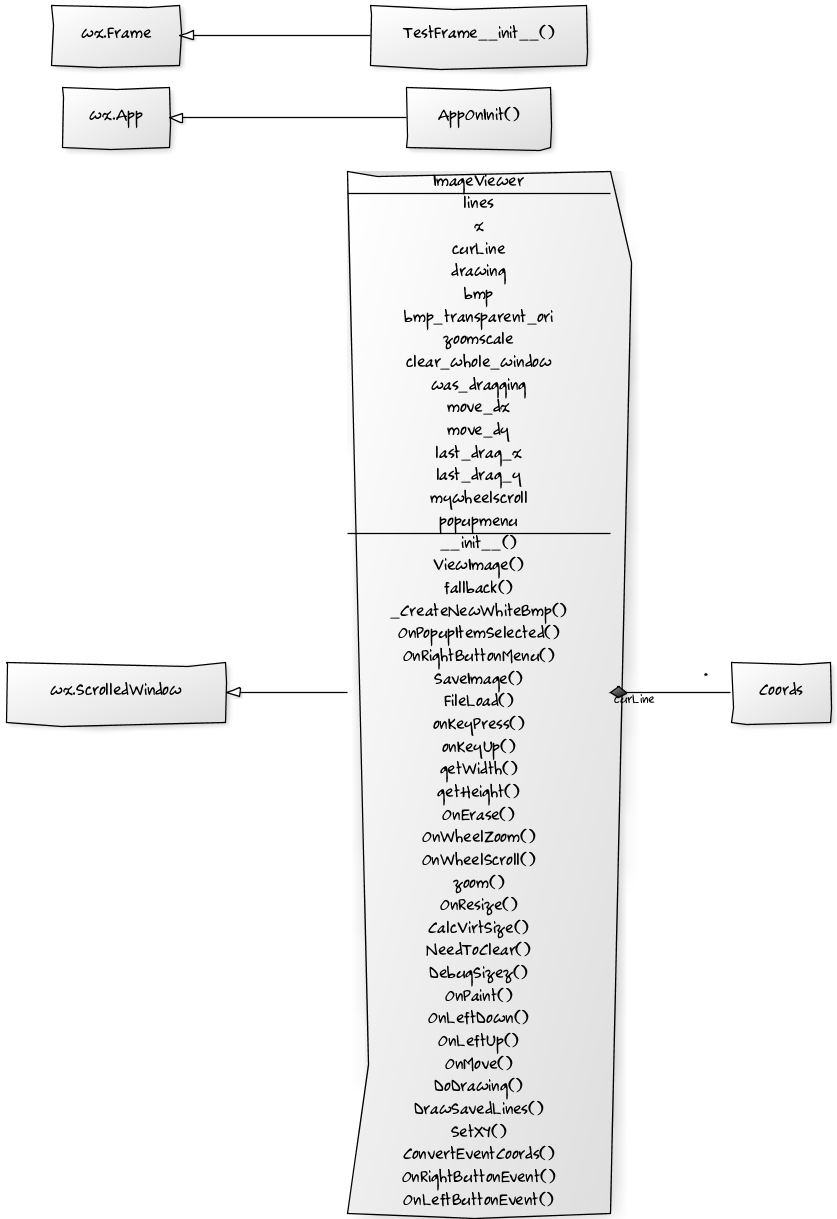 wx.Frame
TestFrame__init__()
wx.App
AppOnInit()
ImageViewer
lines
x
curLine
drawing
bmp
bmp_transparent_ori
zoomscale
clear_whole_window
was_dragging
move_dx
move_dy
last_drag_x
last_drag_y
mywheelscroll
popupmenu
__init__()
ViewImage()
fallback()
_CreateNewWhiteBmp()
OnPopupItemSelected()
OnRightButtonMenu()
SaveImage()
FileLoad()
onKeyPress()
onKeyUp()
getWidth()
getHeight()
OnErase()
OnWheelZoom()
OnWheelScroll()
zoom()
OnResize()
CalcVirtSize()
NeedToClear()
DebugSizez()
OnPaint()
OnLeftDown()
OnLeftUp()
OnMove()
DoDrawing()
DrawSavedLines()
SetXY()
ConvertEventCoords()
OnRightButtonEvent()
OnLeftButtonEvent()
wx.ScrolledWindow
*
curLine
Coords